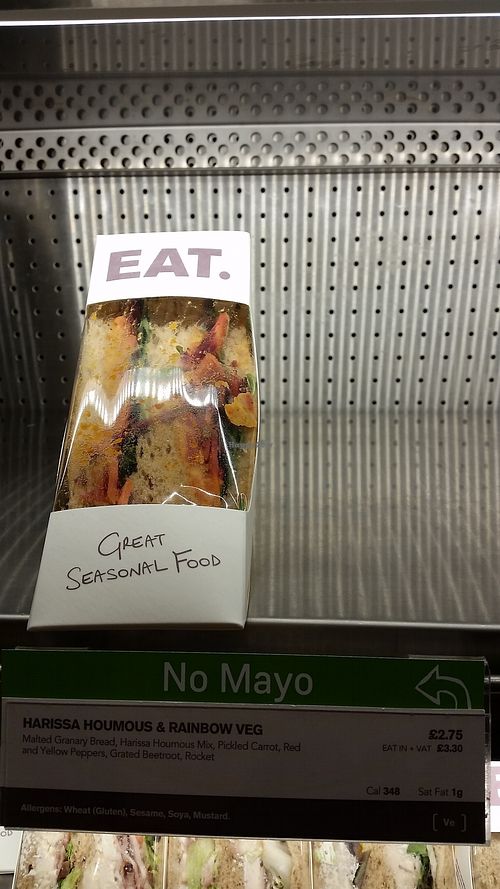 EAT.
GREAT
SEASONAL FOOD
No Mayo
HARISSA HOUMOUS & RAINBOW VEG
Malted Granary Bread, Harissa Houmous Mix, Pickled Carrot, Red
and Yellow Peppers, Grated Beetroot, Rocket
£2.75
EAT IN + VAT £3.30
Cal 348 Sat Fat 1g
Allergens: Wheat (Gluten), Sesame, Soya, Mustard.
[ Ve ]